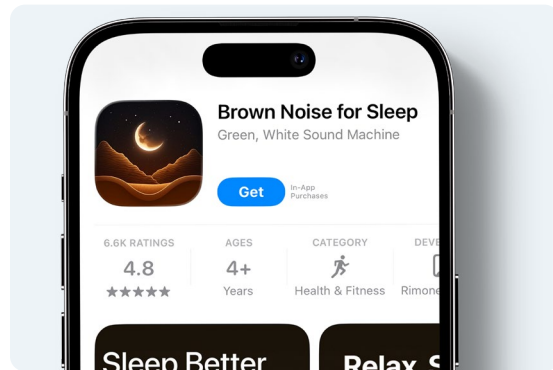 Brown Noise for Sleep
Green, White Sound Machine
Get
In-App
Purchases
6.6K RATINGS
4.8
AGES
4+
Years
CATEGORY
Health & Fitness
Sleep Better
Relax